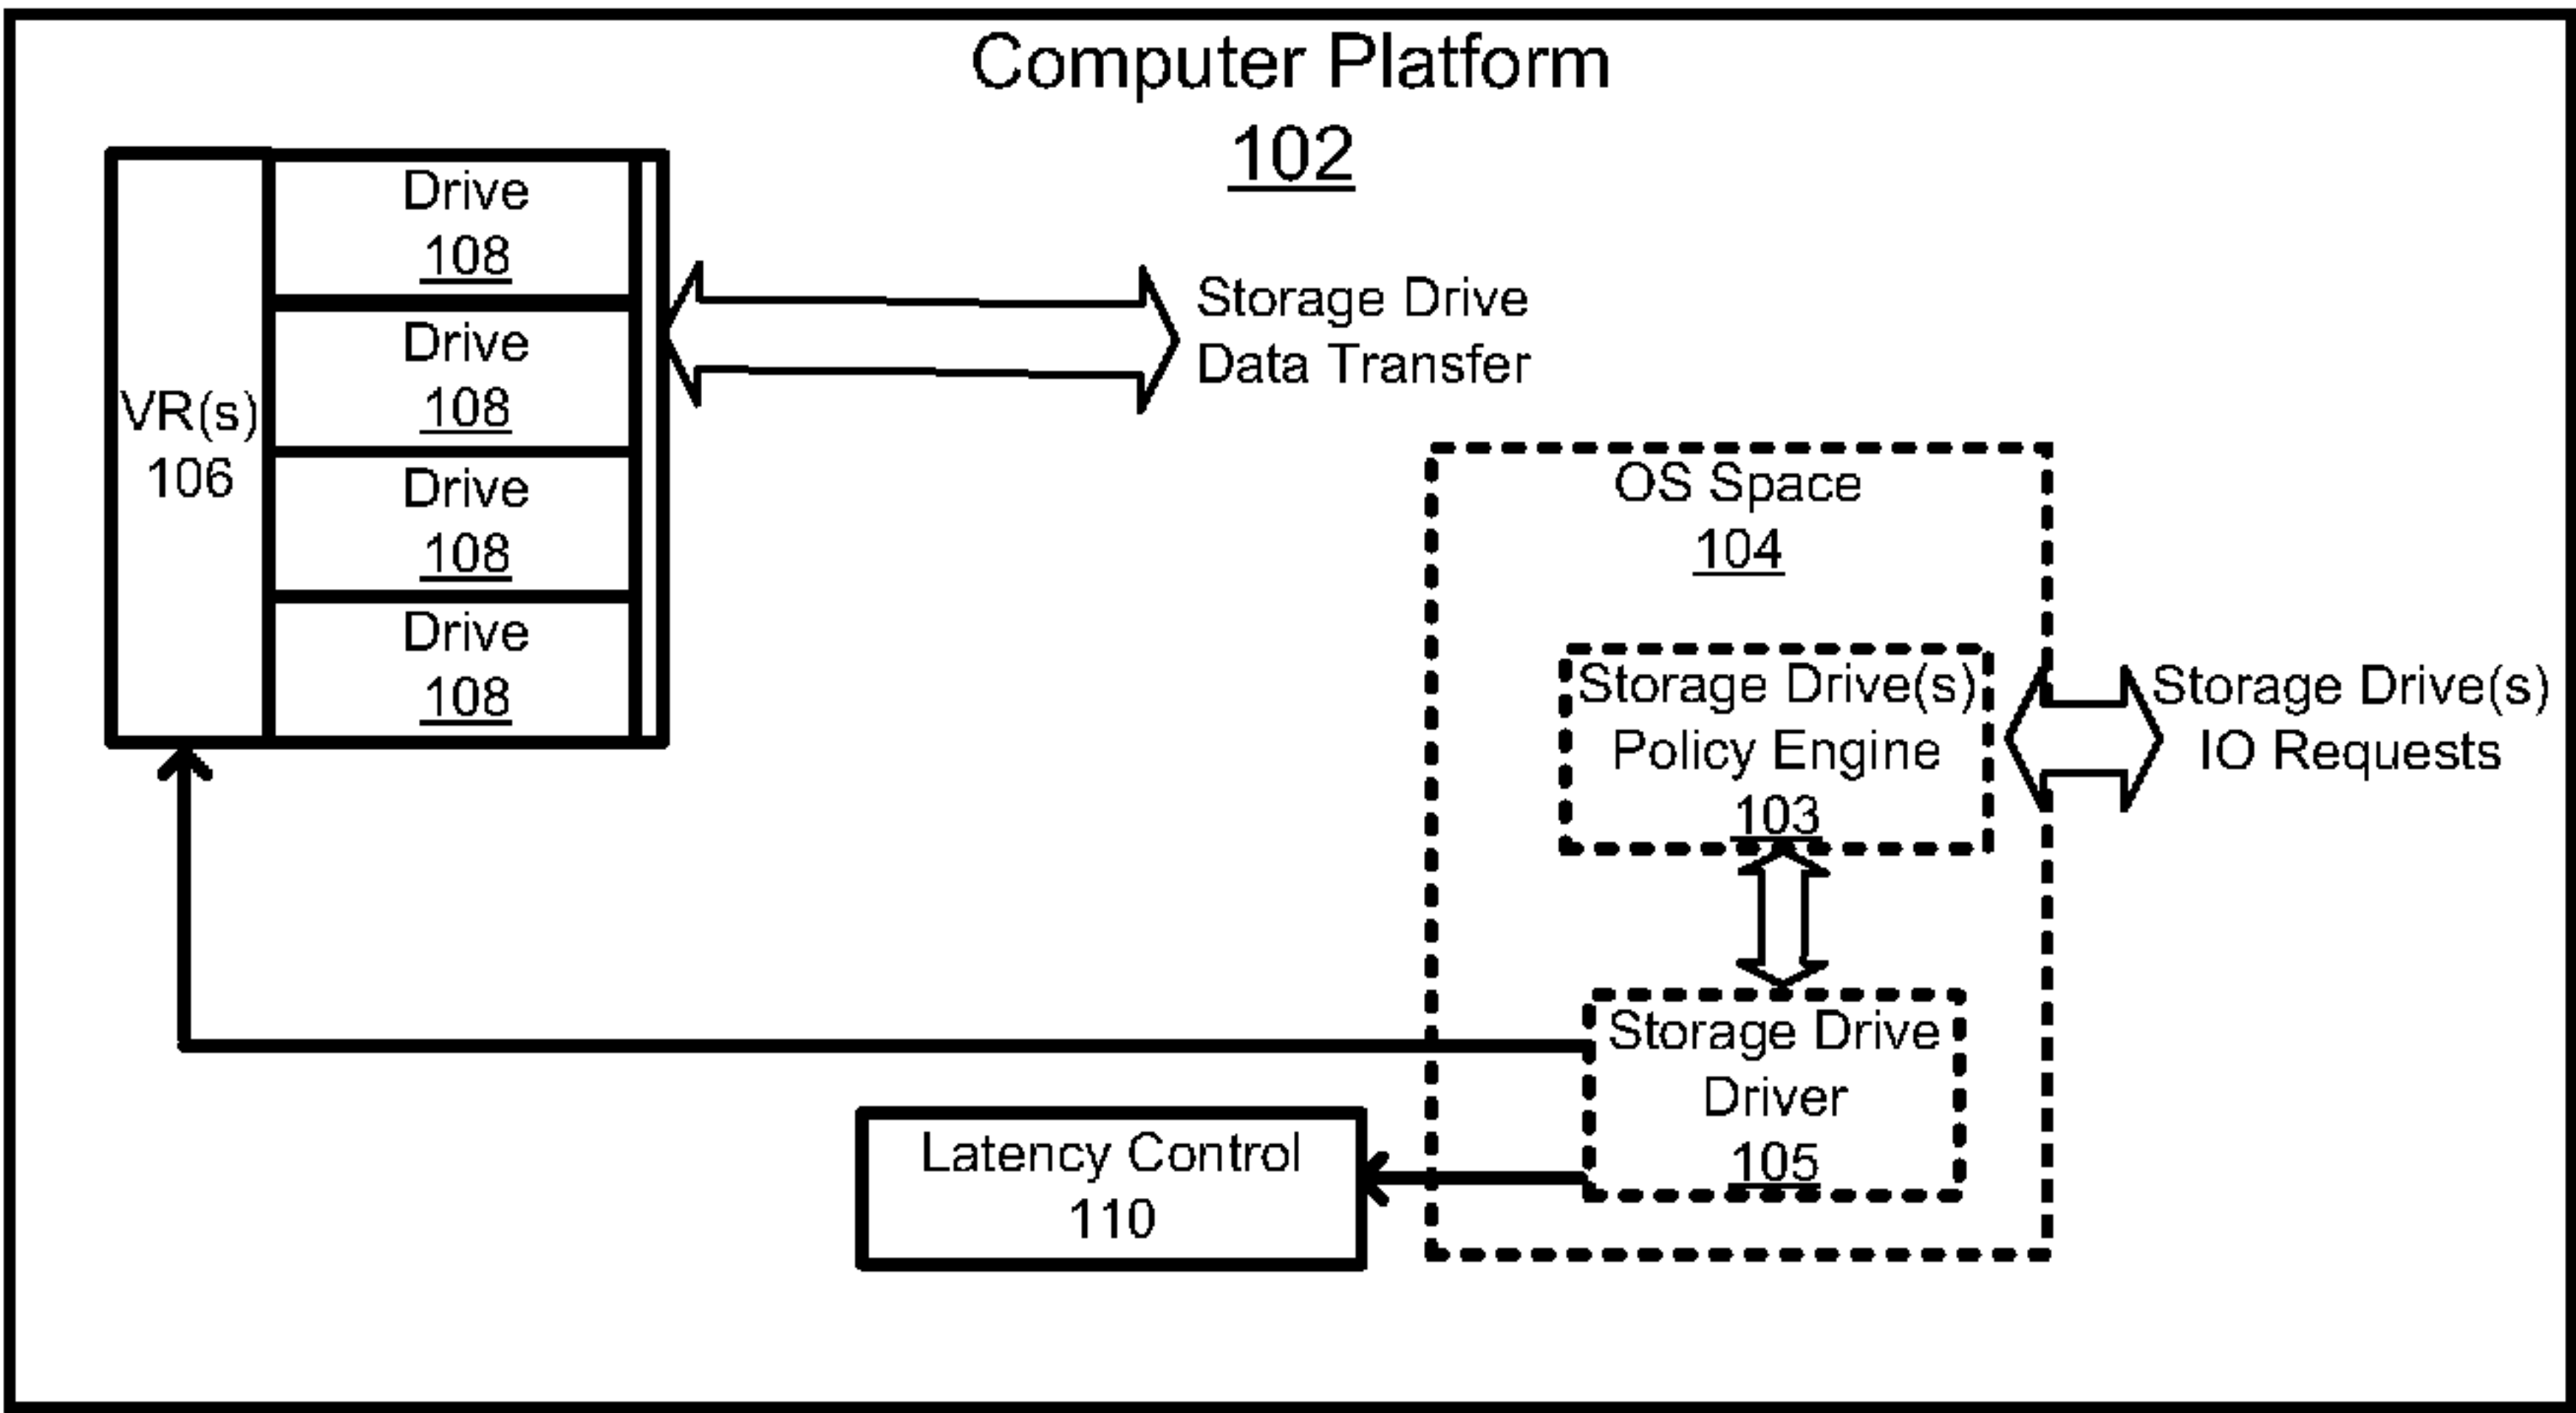 Computer Platform
102
VR(s)
106
Drive
108
Drive
108
Drive
108
Drive
108
Storage Drive
Data Transfer
OS Space
104
Storage Drive(s)
Policy Engine
103
Storage Drive(s)
IO Requests
Storage Drive
Driver
105
Latency Control
110